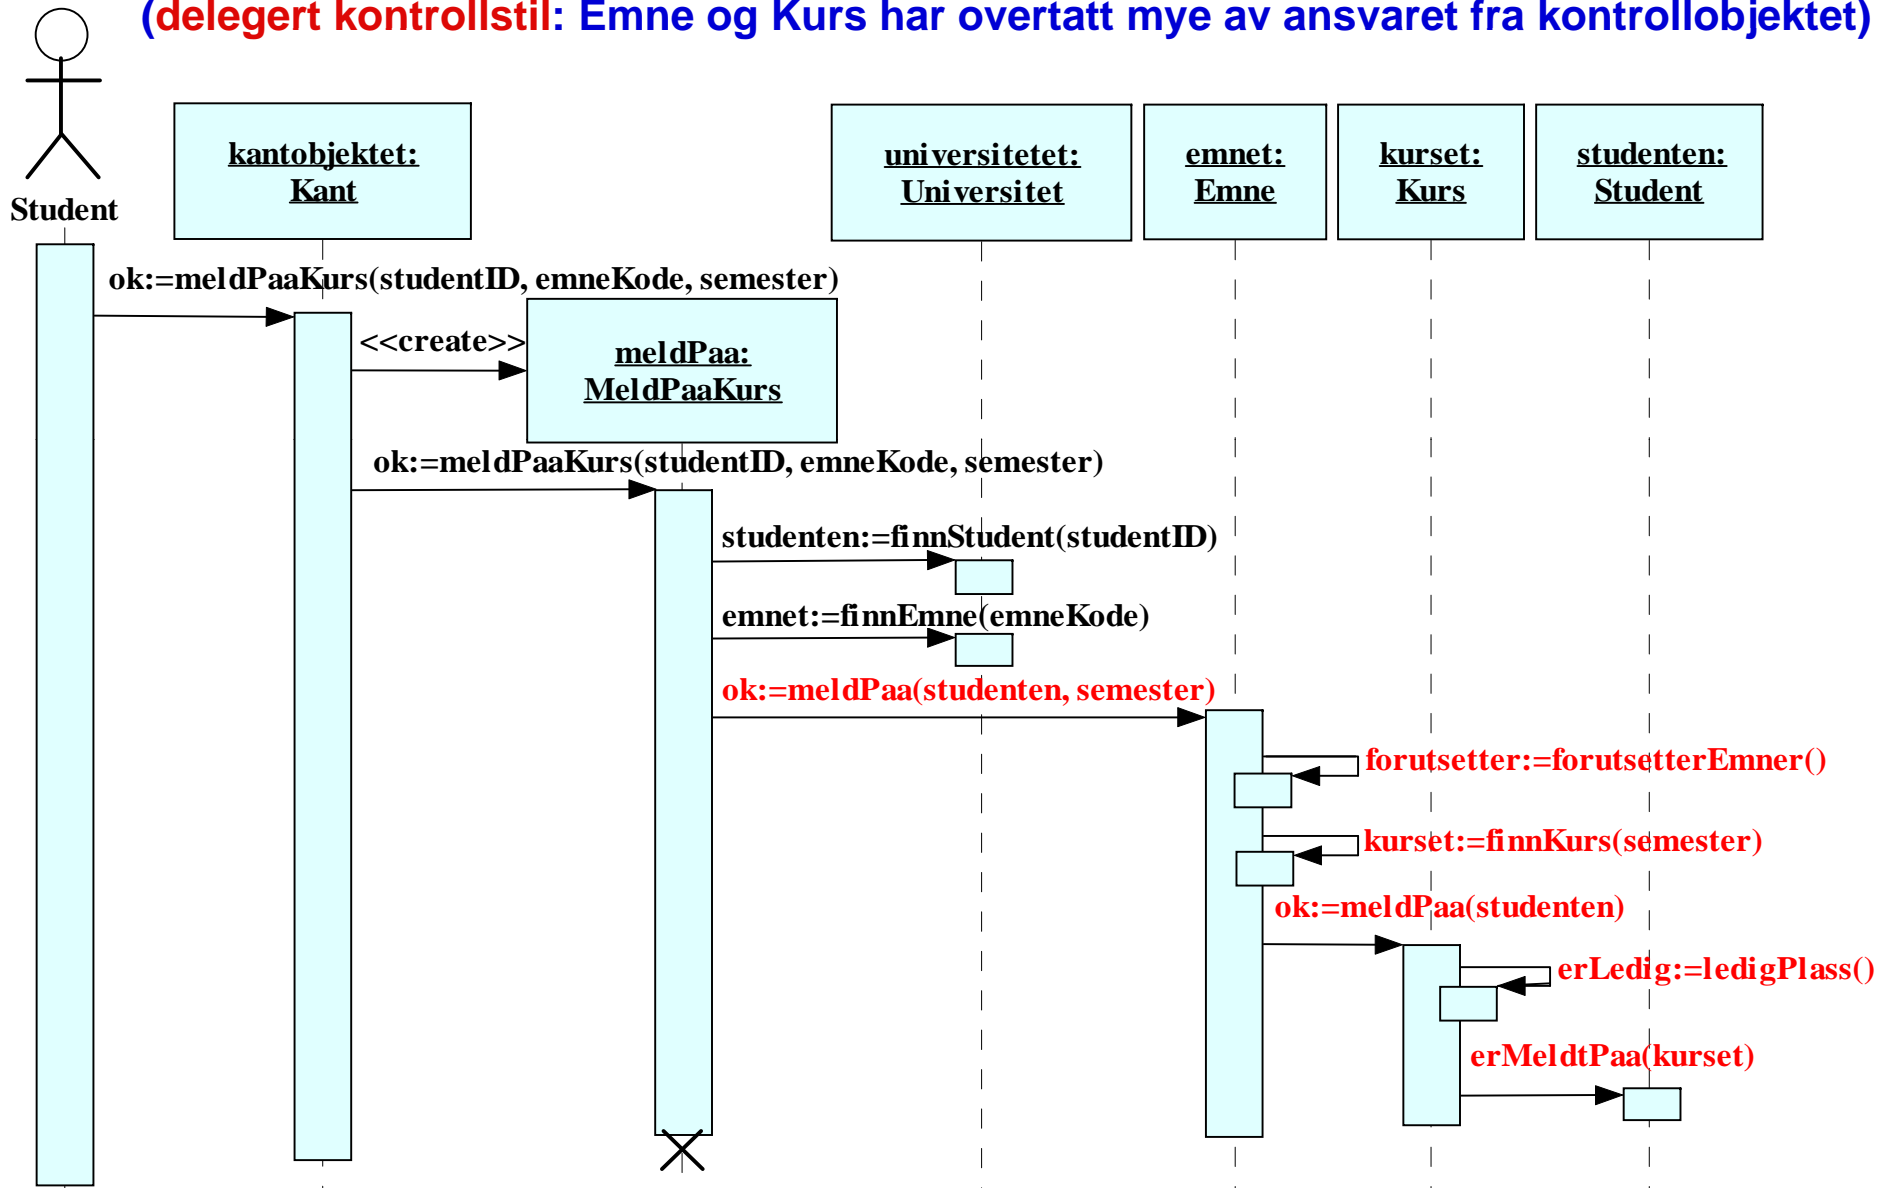 (delegert kontrollstil: Emne og Kurs har overtatt mye av ansvaret fra kontrollobjektet)
Student
kantobjektet:
Kant
universitetet:
Universitet
emnet:
Emne
kurset:
Kurs
studenten:
Student
ok:=meldPaaKurs(studentID, emneKode, semester)
<<create>>
meldPaa:
MeldPaaKurs
ok:=meldPaaKurs(studentID, emneKode, semester)
studenten:=finnStudent(studentID)
emnet:=finnEmne(emneKode)
ok:=meldPaa(studenten, semester)
forutsetter:=forutsetterEmner()
kurset:=finnKurs(semester)
ok:=meldPaa(studenten)
erLedig:=ledigPlass()
erMeldtPaa(kurset)